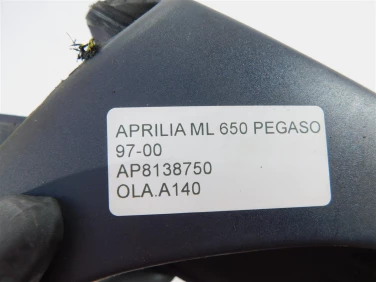 APRILIA ML 650 PEGASO
97-00
AP8138750
OLA.A140